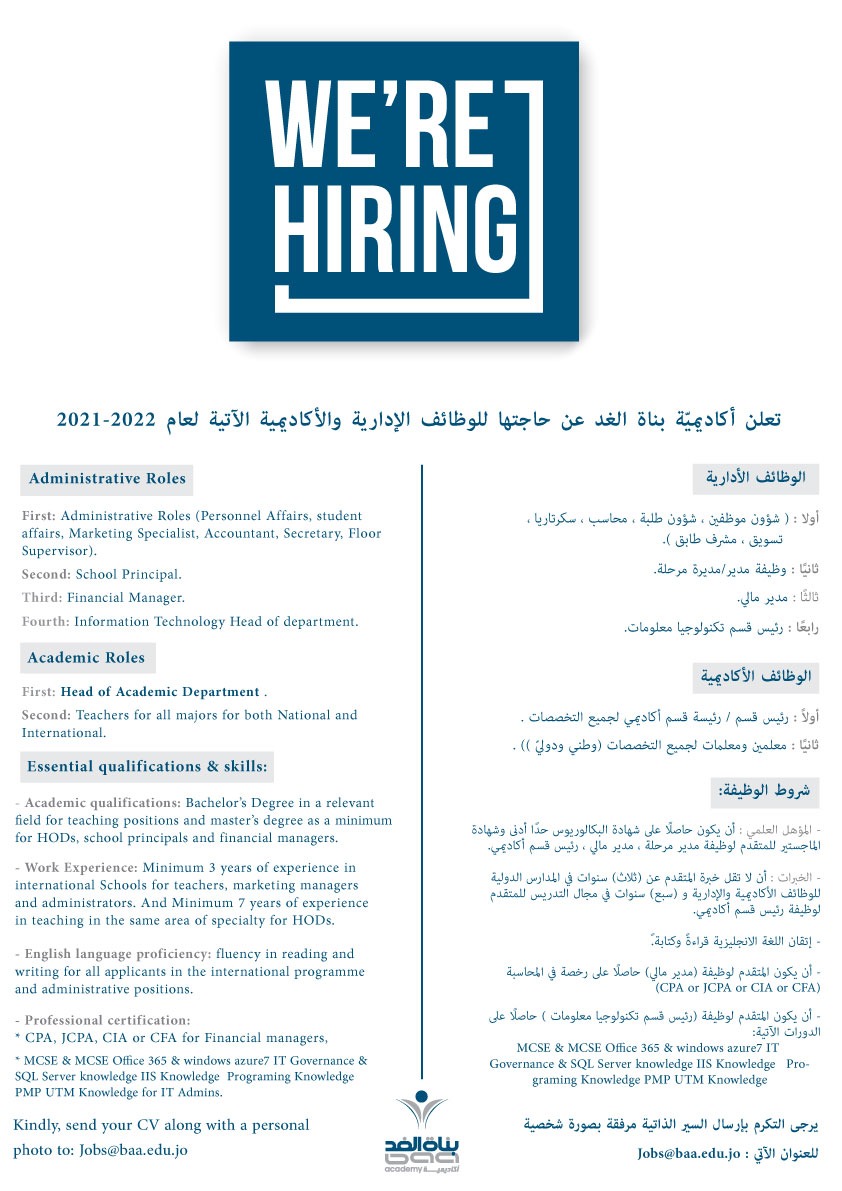 WE'RE
HIRING
تعلن أكاديميّة بناة الغد عن حاجتها للوظائف الإدارية والأكاديمية الآتية لعام 2022-2021
Administrative Roles
First: Administrative Roles (Personnel Affairs, student
affairs, Marketing Specialist, Accountant, Secretary, Floor
Supervisor).
Second: School Principal.
Third: Financial Manager.
Fourth: Information Technology Head of department.
Academic Roles
First: Head of Academic Department .
Second: Teachers for all majors for both National and
International.
Essential qualifications & skills:
- Academic qualifications: Bachelor's Degree in a relevant
field for teaching positions and master's degree as a minimum
for HODs, school principals and financial managers.
- Work Experience: Minimum 3 years of experience in
international Schools for teachers, marketing managers
and administrators. And Minimum 7 years of experience
in teaching in the same area of specialty for HODs.
- English language proficiency: fluency in reading and
writing for all applicants in the international programme
and administrative positions.
- Professional certification:
* CPA, JCPA, CIA or CFA for Financial managers,
* MCSE & MCSE Office 365 & windows azure7 IT Governance &
SQL Server knowledge IIS Knowledge Programing Knowledge
PMP UTM Knowledge for IT Admins.
Kindly, send your CV along with a personal
photo to: Jobs@baa.edu.jo
الوظائف الأدارية
أولا : ( شؤون موظفين ، شؤون طلبة ، محاسب ، سكرتاريا ،
تسويق ، مشرف طابق ).
ثانيًا : وظيفة مدير/مديرة مرحلة.
ثالثًا : مدير مالي.
رابعًا : رئيس قسم تكنولوجيا معلومات.
الوظائف الأكاديمية
أولاً : رئيس قسم / رئيسة قسم أكاديمي لجميع التخصصات .
ثانيًا : معلمين ومعلمات لجميع التخصصات (وطني ودوليّ )) .
شروط الوظيفة:
- المؤهل العلمي : أن يكون حاصلًا على شهادة البكالوريوس حدًا أدنى وشهادة
الماجستير للمتقدم لوظيفة مدير مرحلة ، مدير مالي ، رئيس قسم أكاديمي.
- الخبرات : أن لا تقل خبرة المتقدم عن (ثلاث) سنوات في المدارس الدولية
للوظائف الأكاديمية والإدارية و (سبع) سنوات في مجال التدريس للمتقدم
لوظيفة رئيس قسم أكاديمي.
- إتقان اللغة الانجليزية قراءةً وكتابةً.
- أن يكون المتقدم لوظيفة (مدير مالي) حاصلًا على رخصة في المحاسبة
(CPA or JCPA or CIA or CFA)
- أن يكون المتقدم لوظيفة (رئيس قسم تكنولوجيا معلومات ) حاصلًا على
الدورات الآتية:
MCSE & MCSE Office 365 & windows azure7 IT
Governance & SQL Server knowledge IIS Knowledge Pro-
graming Knowledge PMP UTM Knowledge
يرجى التكرم بإرسال السير الذاتية مرفقة بصورة شخصية
للعنوان الآتي : Jobs@baa.edu.jo
بناة الغد
baa
academy أكاديمية